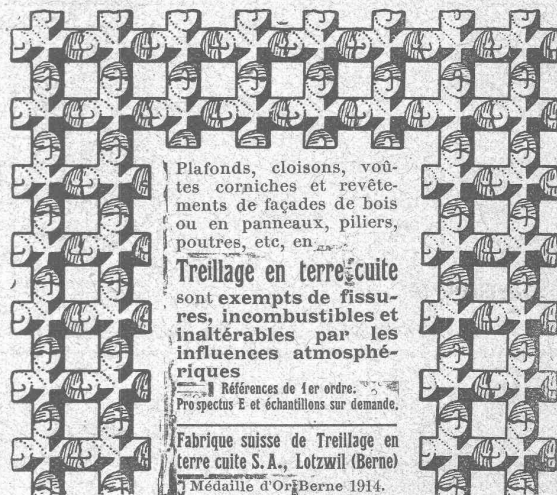 Plafonds, cloisons, voû-
tes corniches et revête-
ments de façades de bois
ou en panneaux, piliers,
poutres, etc, en
Treillage en terre cuite
sont exempts de fissu-
res, incombustibles et
inaltérables par les
influences atmosphé-
riques
Références de 1er ordre.
Prospectus E et échantillons sur demande.
Fabrique suisse de Treillage en
terre cuite S. A., Lotzwil (Berne)
Médaille d'Or Berne 1914.